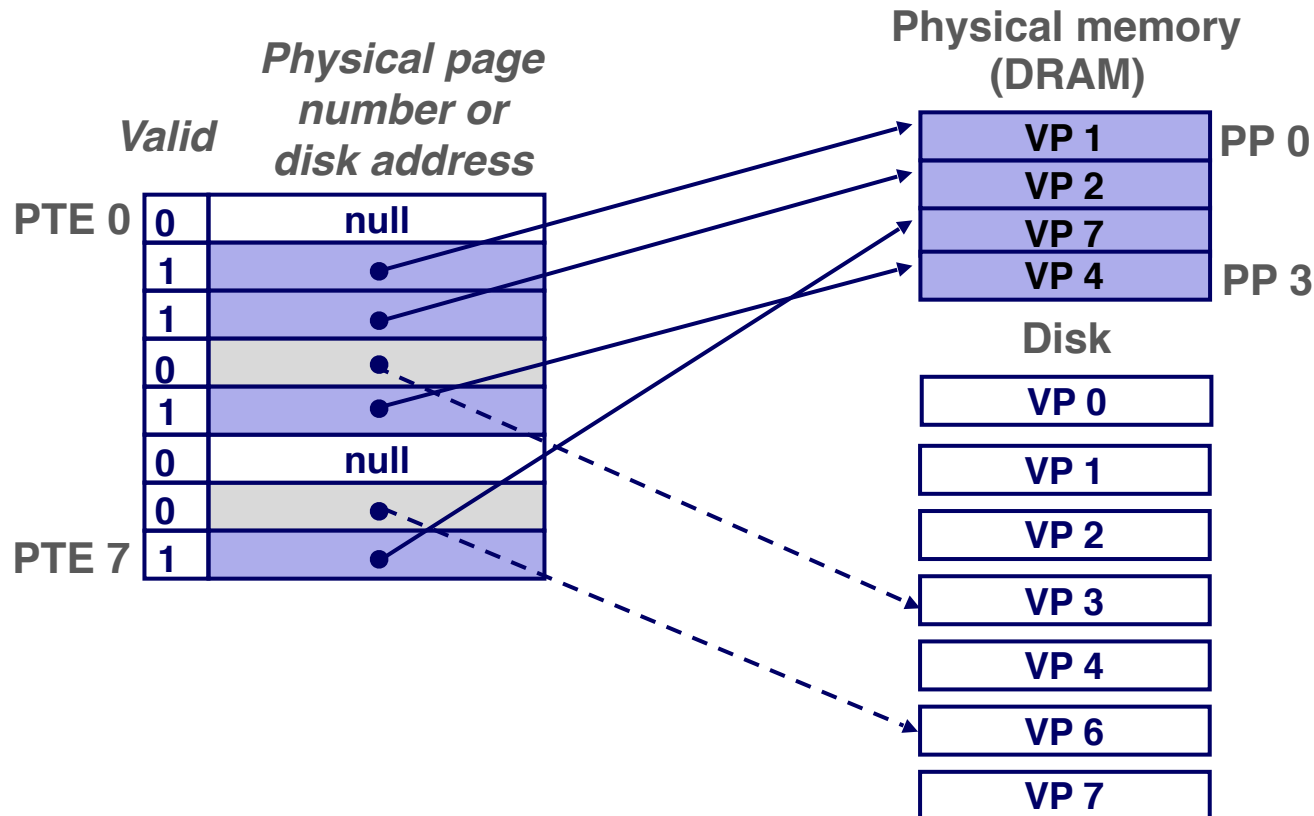 Physical page
number or
disk address
Valid
PTE 0
0
null
1
1
0
1
0
null
0
PTE 7
1
Physical memory
(DRAM)
VP 1
PP 0
VP 2
VP 7
VP 4
PP 3
Disk
VP 0
VP 1
VP 2
VP 3
VP 4
VP 6
VP 7